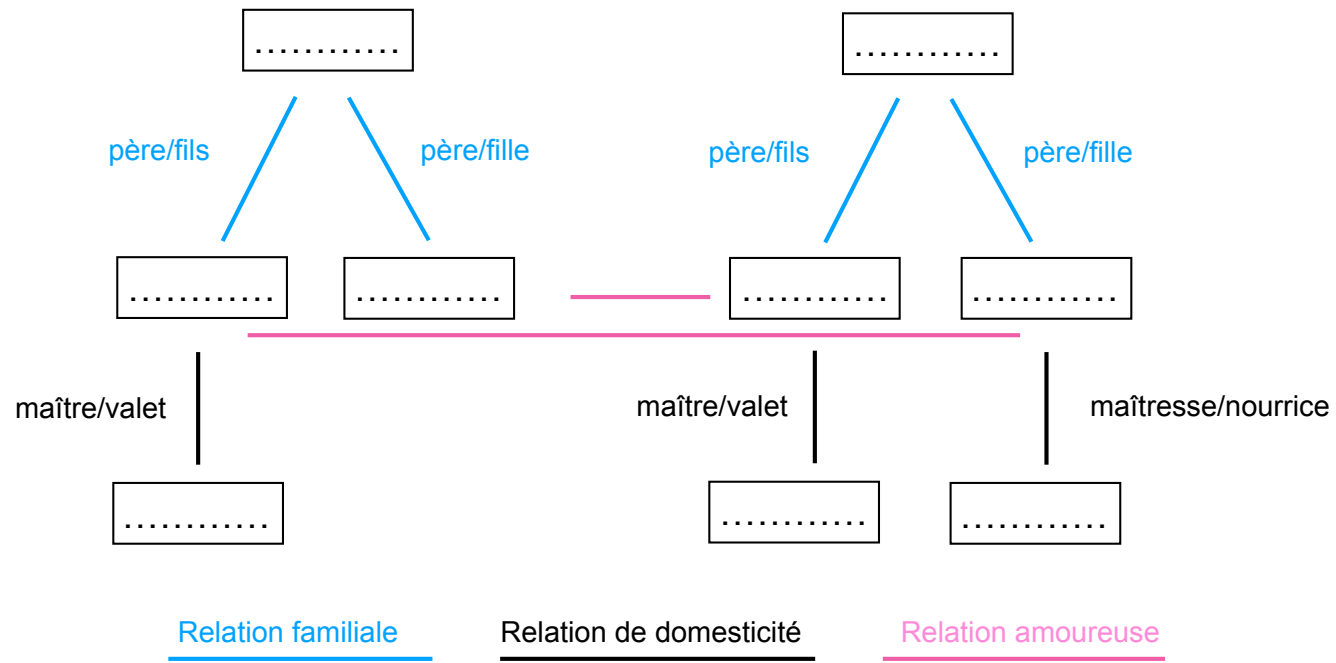 ............ ............
père/fils père/fille père/fils père/fille
............ ............ ............ ............
maître/valet maître/valet maîtresse/nourrice
............ ............ ............
Relation familiale Relation de domesticité Relation amoureuse